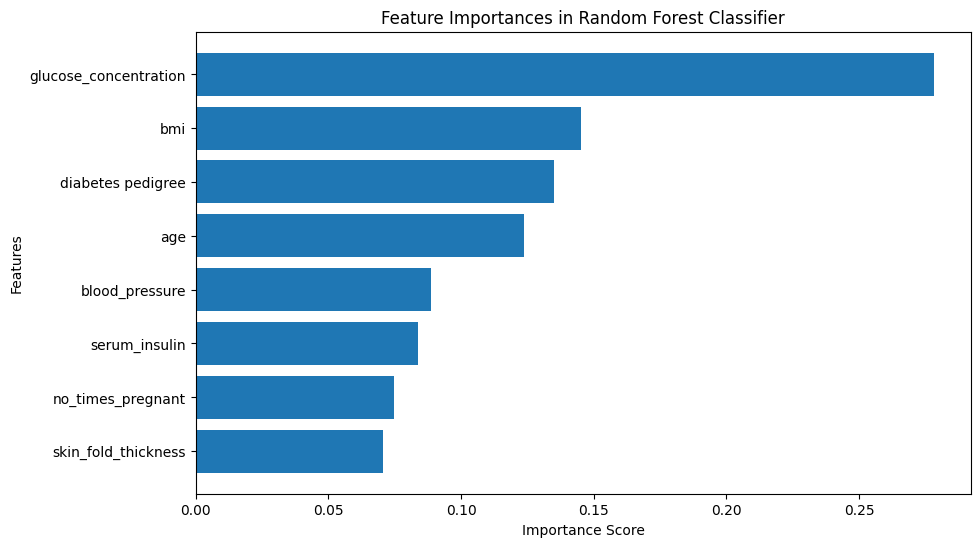 Feature Importances in Random Forest Classifier
Features
glucose_concentration
bmi
diabetes pedigree
age
blood_pressure
serum_insulin
no_times_pregnant
skin_fold_thickness
0.00 0.05 0.10 0.15 0.20 0.25
Importance Score